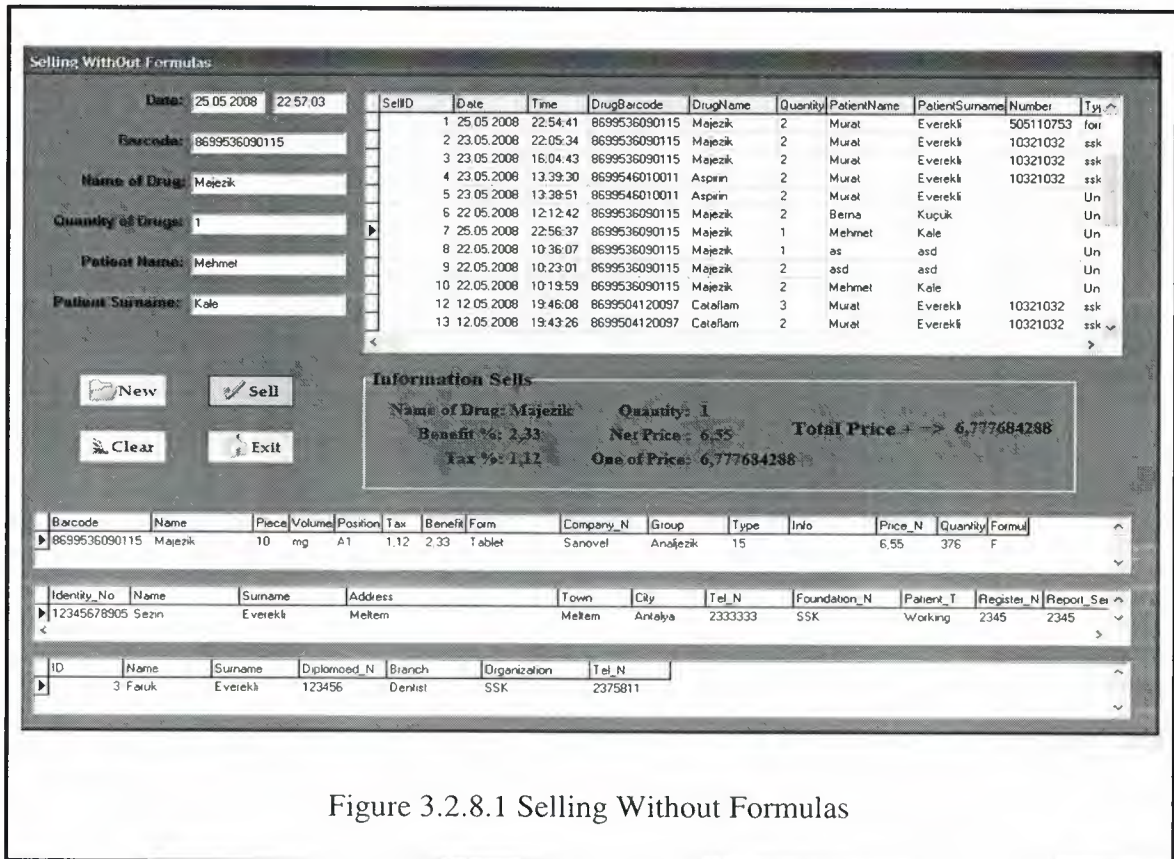 Selling WithOut Formulas
Date: 25 05 2008 22:57:03
Barcode: 8699536090115
Name of Drug: Majezik
Quantity of Drugs: 1
Patient Name: Mehmet
Patient Surname: Kale
SellID Date Time DrugBarcode DrugName Quantity PatientName PatientSurname Number
1 25.05 2008 22:54:41 8699536090115 Majezik 2 Murat Everekli 505110753
2 23.05.2008 22:05:34 8699536090115 Majezik 2 Murat Everekli 10321032 ssk
3 23.05.2008 16:04:43 8699536090115 Majezik 2 Murat Everekli 10321032 ssk
4 23.05.2008 13:39:30 8699546010011 Aspirin 2 Murat Everekli 10321032 ssk
5 23.05.2008 13:38:51 8699546010011 Aspirin 2 Murat Everekli Un
6 22.05 2008 12:12:42 8699536090115 Majezik 2 Berna Kuçuk Un
7 25.05 2008 22:56:37 8699536090115 Majezik 1 Mehmet Kale Un
8 22.05.2008 10:36:07 8699536090115 Majezik 1 as asd Un
9 22.05.2008 10:23:01 8699536090115 Majezik 2 asd asd Un
10 22.05.2008 10:19:59 8699536090115 Majezik 2 Mehmet Kale Un
12 12.05 2008 19:46:08 8699504120097 Cataflam 3 Murat Everekli 10321032 ssk
13 12.05 2008 19:43:26 8699504120097 Cataflam 2 Murat Everekli 10321032 ssk
New Sell
Clear Exit
Information Sells
Name of Drug: Majezik Quantity: 1
Benefit %: 2,33 Net Price : 6,55 Total Price + --> 6,777684288
Tax %: 1,12 One of Price: 6,777684288
Barcode Name Piece Volume Position Tax Benefit Form Company_N Group Type Info Price_N Quantity Formul
8699536090115 Majezik 10 mg A1 1,12 2,33 Tablet Sanovel Analjezik 15 6,55 376 F
Identity_No Name Surname Address Town City Tel_N Foundation_N Patient_T Register_N Report_Ser
12345678905 Sezin Everekli Meltem Meltem Antalya 2333333 SSK Working 2345 2345
ID Name Surname Diplomoed_N Branch Organization Tel_N
3 Faruk Everekli 123456 Dentist SSK 2375811
Figure 3.2.8.1 Selling Without Formulas